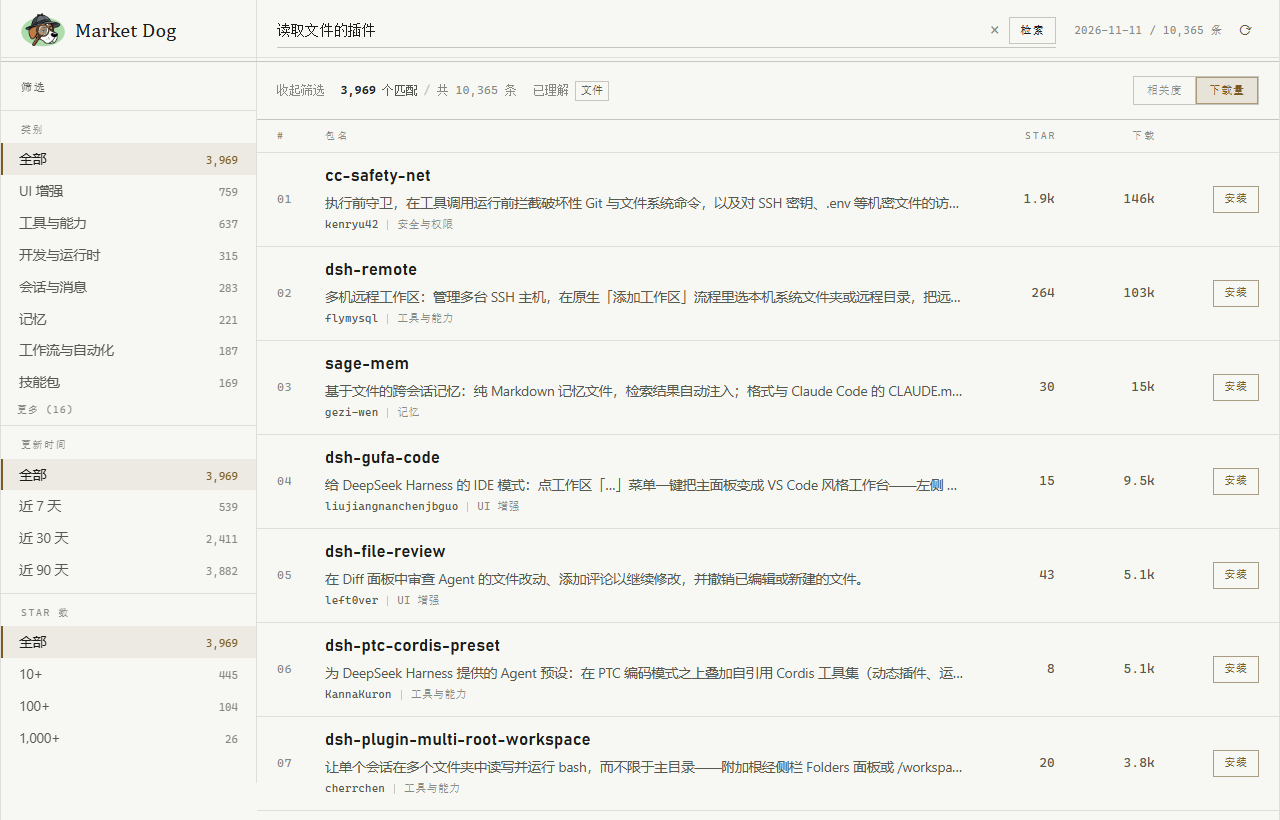 Market Dog
读取文件的插件
×
检索
2026-11-11 / 10,365 条
筛选
收起筛选 3,969 个匹配 / 共 10,365 条 已理解 文件
相关度 下载量
类别
全部 3,969
UI 增强 759
工具与能力 637
开发与运行时 315
会话与消息 283
记忆 221
工作流与自动化 187
技能包 169
更多 (16)
更新时间
全部 3,969
近 7 天 539
近 30 天 2,411
近 90 天 3,882
STAR 数
全部 3,969
10+ 445
100+ 104
1,000+ 26
# 包名 STAR 下载
01 cc-safety-net 1.9k 146k 安装
执行前守卫，在工具调用运行前拦截破坏性 Git 与文件系统命令，以及对 SSH 密钥、.env 等机密文件的访...
kenryu42 | 安全与权限
02 dsh-remote 264 103k 安装
多机远程工作区：管理多台 SSH 主机，在原生「添加工作区」流程里选本机系统文件夹或远程目录，把远...
flymysql | 工具与能力
03 sage-mem 30 15k 安装
基于文件的跨会话记忆：纯 Markdown 记忆文件，检索结果自动注入；格式与 Claude Code 的 CLAUDE.m...
gezi-wen | 记忆
04 dsh-gufa-code 15 9.5k 安装
给 DeepSeek Harness 的 IDE 模式：点工作区「...」菜单一键把主面板变成 VS Code 风格工作台——左侧 ...
liujiangnanchenjbguo | UI 增强
05 dsh-file-review 43 5.1k 安装
在 Diff 面板中审查 Agent 的文件改动、添加评论以继续修改，并撤销已编辑或新建的文件。
left0ver | UI 增强
06 dsh-ptc-cordis-preset 8 5.1k 安装
为 DeepSeek Harness 提供的 Agent 预设：在 PTC 编码模式之上叠加自引用 Cordis 工具集（动态插件、运...
KannaKuron | 工具与能力
07 dsh-plugin-multi-root-workspace 20 3.8k 安装
让单个会话在多个文件夹中读写并运行 bash，而不限于主目录——附加根经侧栏 Folders 面板或 /workspa...
cherrchen | 工具与能力